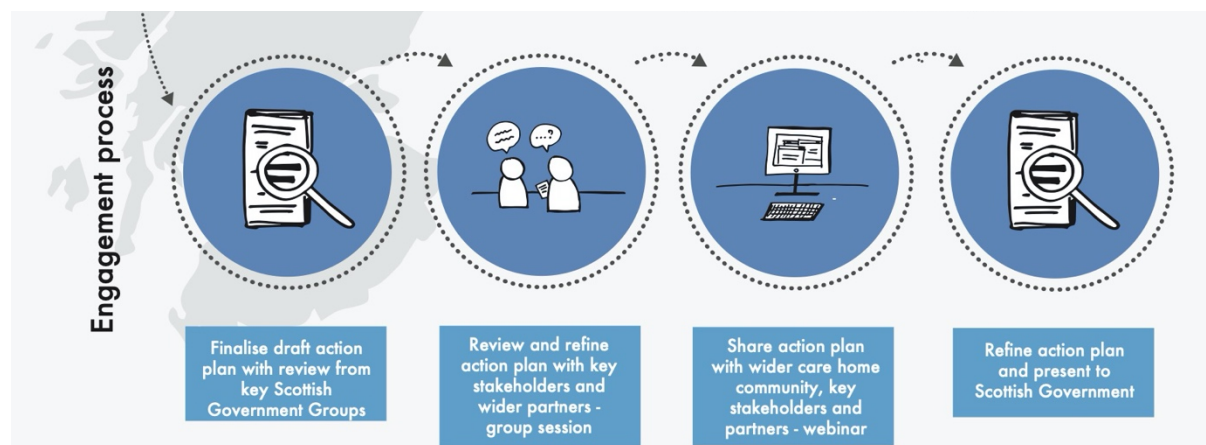 Engagement process
Finalise draft action
plan with review from
key Scottish
Government Groups
Review and refine
action plan with key
stakeholders and
wider partners -
group session
Share action plan
with wider care home
community, key
stakeholders and
partners - webinar
Refine action plan
and present to
Scottish Government